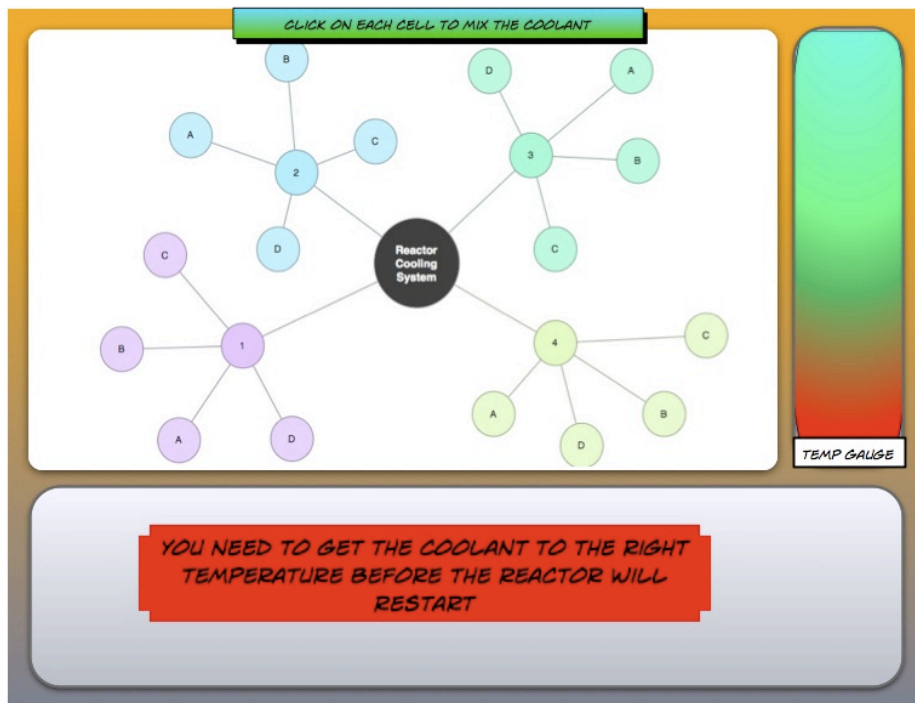 CLICK ON EACH CELL TO MIX THE COOLANT
B
D
A
A
C
2
3
B
D
C
Reactor
Cooling
System
C
1
B
4
C
A
D
A
B
D
TEMP GAUGE
YOU NEED TO GET THE COOLANT TO THE RIGHT
TEMPERATURE BEFORE THE REACTOR WILL
RESTART